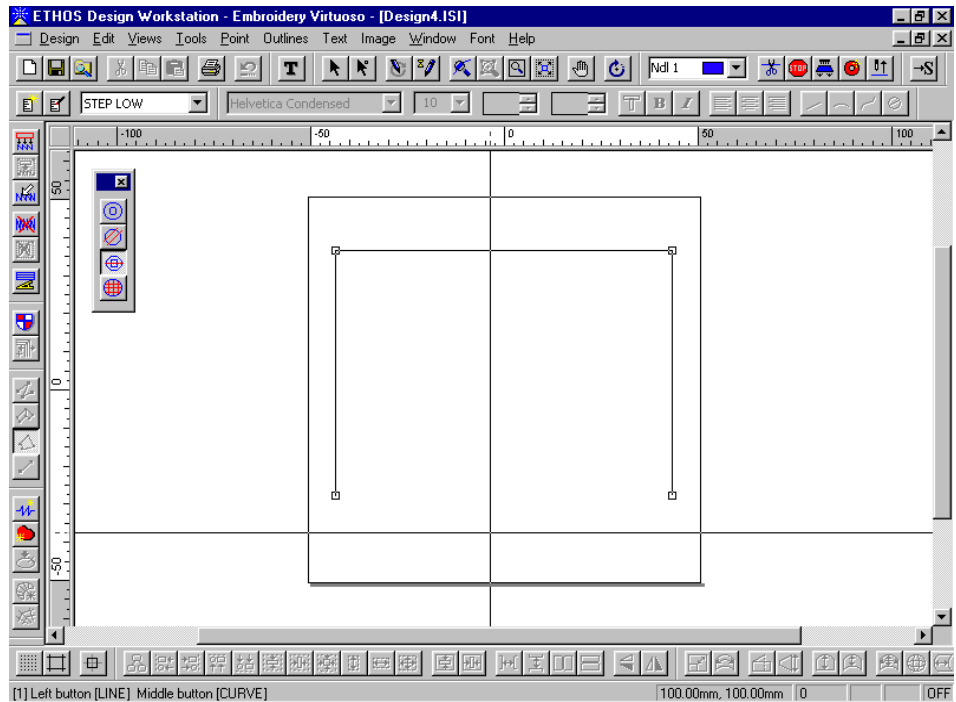 ETHOS Design Workstation - Embroidery Virtuoso - [Design4.ISI]
Design Edit Views Tools Point Outlines Text Image Window Font Help
T Ndl 1 STOP →S
STEP LOW Helvetica Condensed 10 T B I
-100 -50 0 50 100
50
0
-50
[1] Left button [LINE] Middle button [CURVE] 100.00mm, 100.00mm 0 OFF